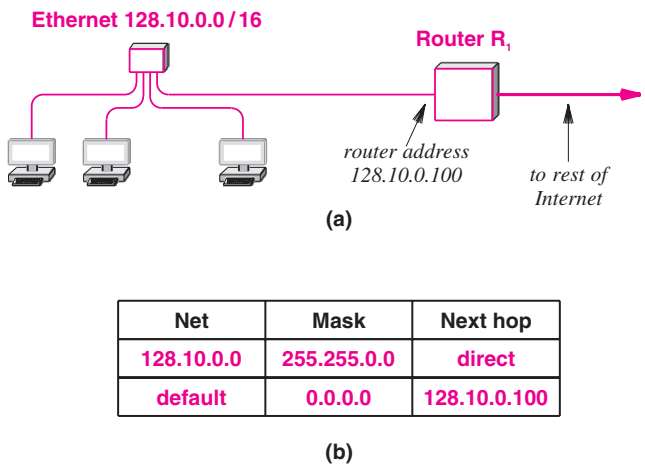 Ethernet 128.10.0.0 / 16
Router R1
router address
128.10.0.100
to rest of
Internet
(a)
Net Mask Next hop
128.10.0.0 255.255.0.0 direct
default 0.0.0.0 128.10.0.100
(b)